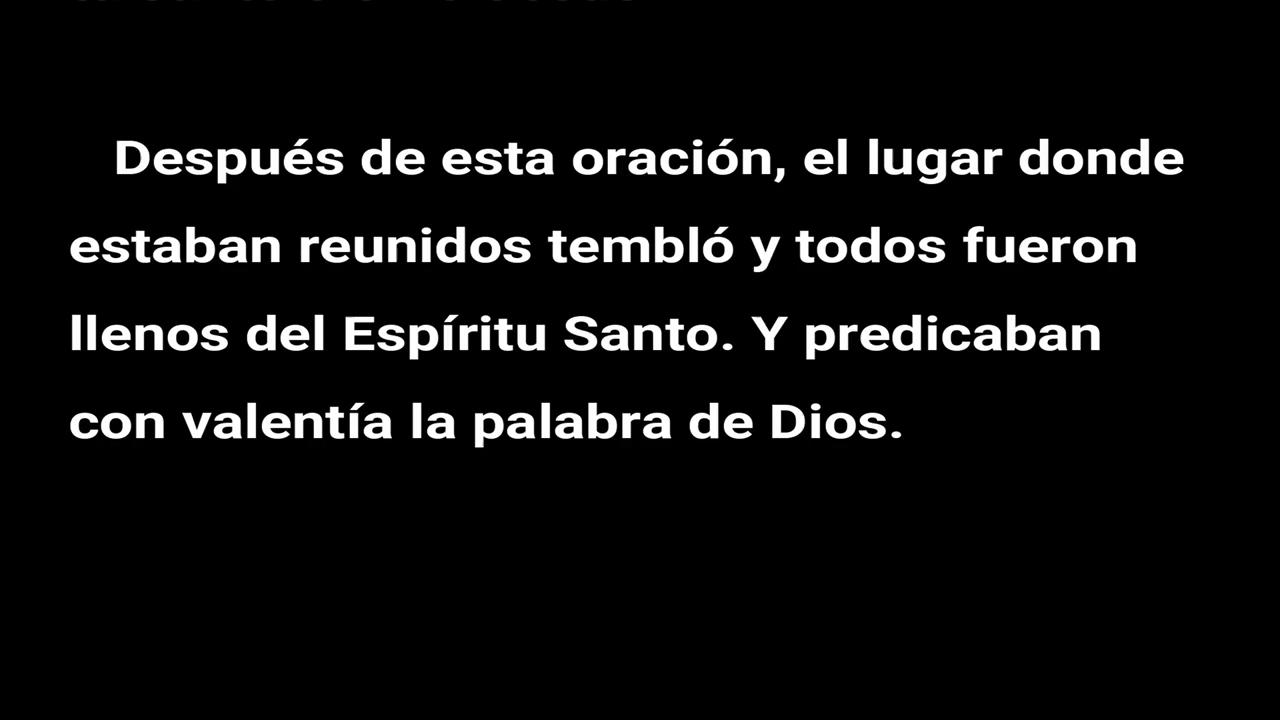 Después de esta oración, el lugar donde
estaban reunidos tembló y todos fueron
llenos del Espíritu Santo. Y predicaban
con valentía la palabra de Dios.